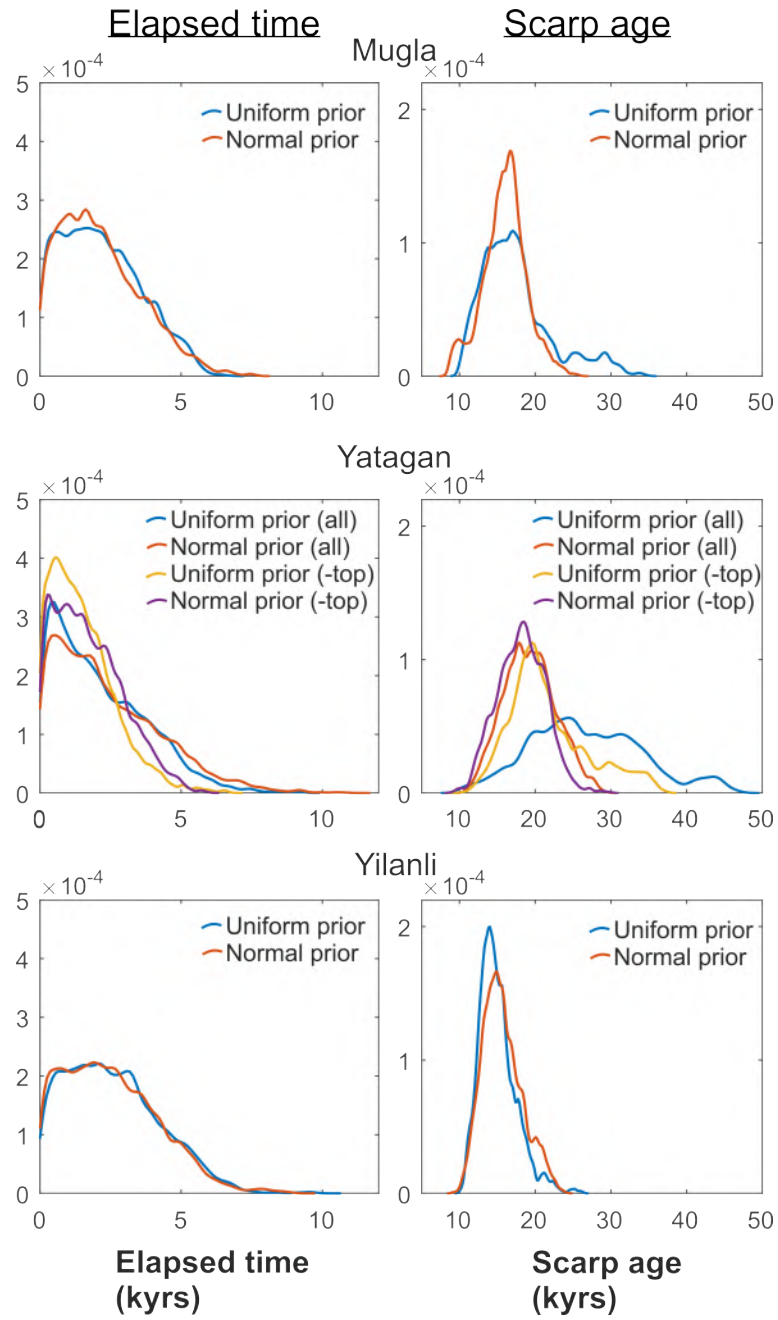 Elapsed time Scarp age
Mugla
×10⁻⁴ ×10⁻⁴
Uniform prior
Normal prior
5
4
3
2
1
0
0 5 10
Uniform prior
Normal prior
2
1
0
10 20 30 40 50
Yatagan
×10⁻⁴ ×10⁻⁴
Uniform prior (all)
Normal prior (all)
Uniform prior (-top)
Normal prior (-top)
5
4
3
2
1
0
0 5 10
Uniform prior (all)
Normal prior (all)
Uniform prior (-top)
Normal prior (-top)
2
1
0
10 20 30 40 50
Yilanli
×10⁻⁴ ×10⁻⁴
Uniform prior
Normal prior
5
4
3
2
1
0
0 5 10
Uniform prior
Normal prior
2
1
0
10 20 30 40 50
Elapsed time
(kyrs)
Scarp age
(kyrs)